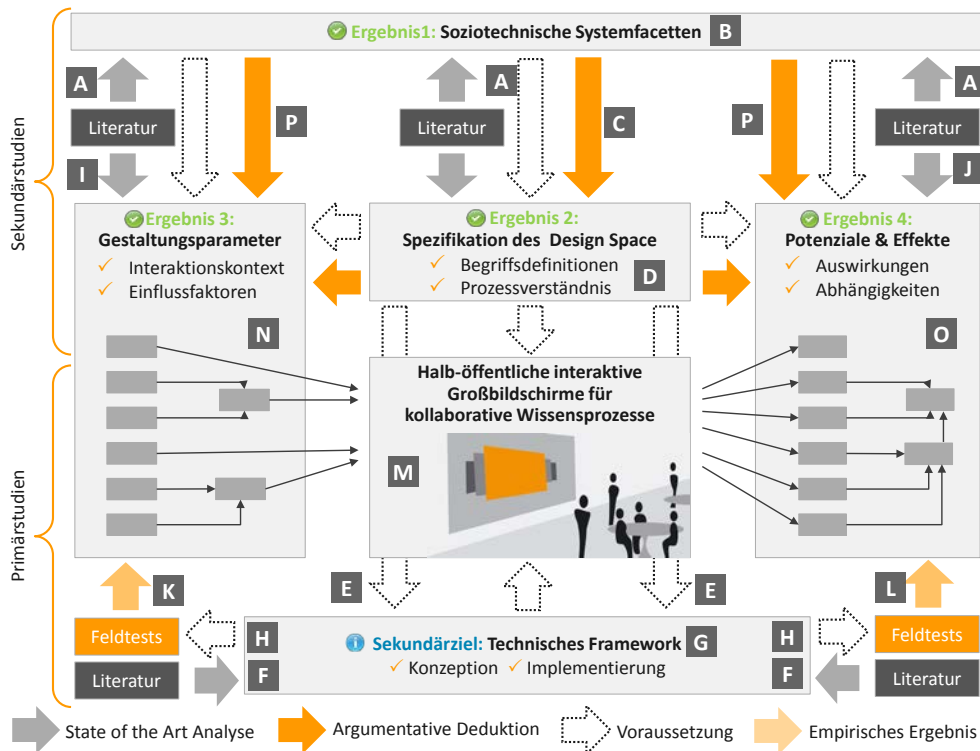 Ergebnis1: Soziotechnische Systemfacetten B
A
A
A
Literatur
P
Literatur
C
P
Literatur
I
J
Sekundärstudien
Ergebnis 3:
Gestaltungsparameter
Interaktionskontext
Einflussfaktoren
N
Ergebnis 2:
Spezifikation des Design Space
Begriffsdefinitionen
Prozessverständnis
D
Ergebnis 4:
Potenziale & Effekte
Auswirkungen
Abhängigkeiten
O
Primärstudien
Halb-öffentliche interaktive
Großbildschirme für
kollaborative Wissensprozesse
M
K
E
E
L
Feldtests
H
Sekundärziel: Technisches Framework G
H
Feldtests
Literatur
F
Konzeption Implementierung
F
Literatur
State of the Art Analyse
Argumentative Deduktion
Voraussetzung
Empirisches Ergebnis